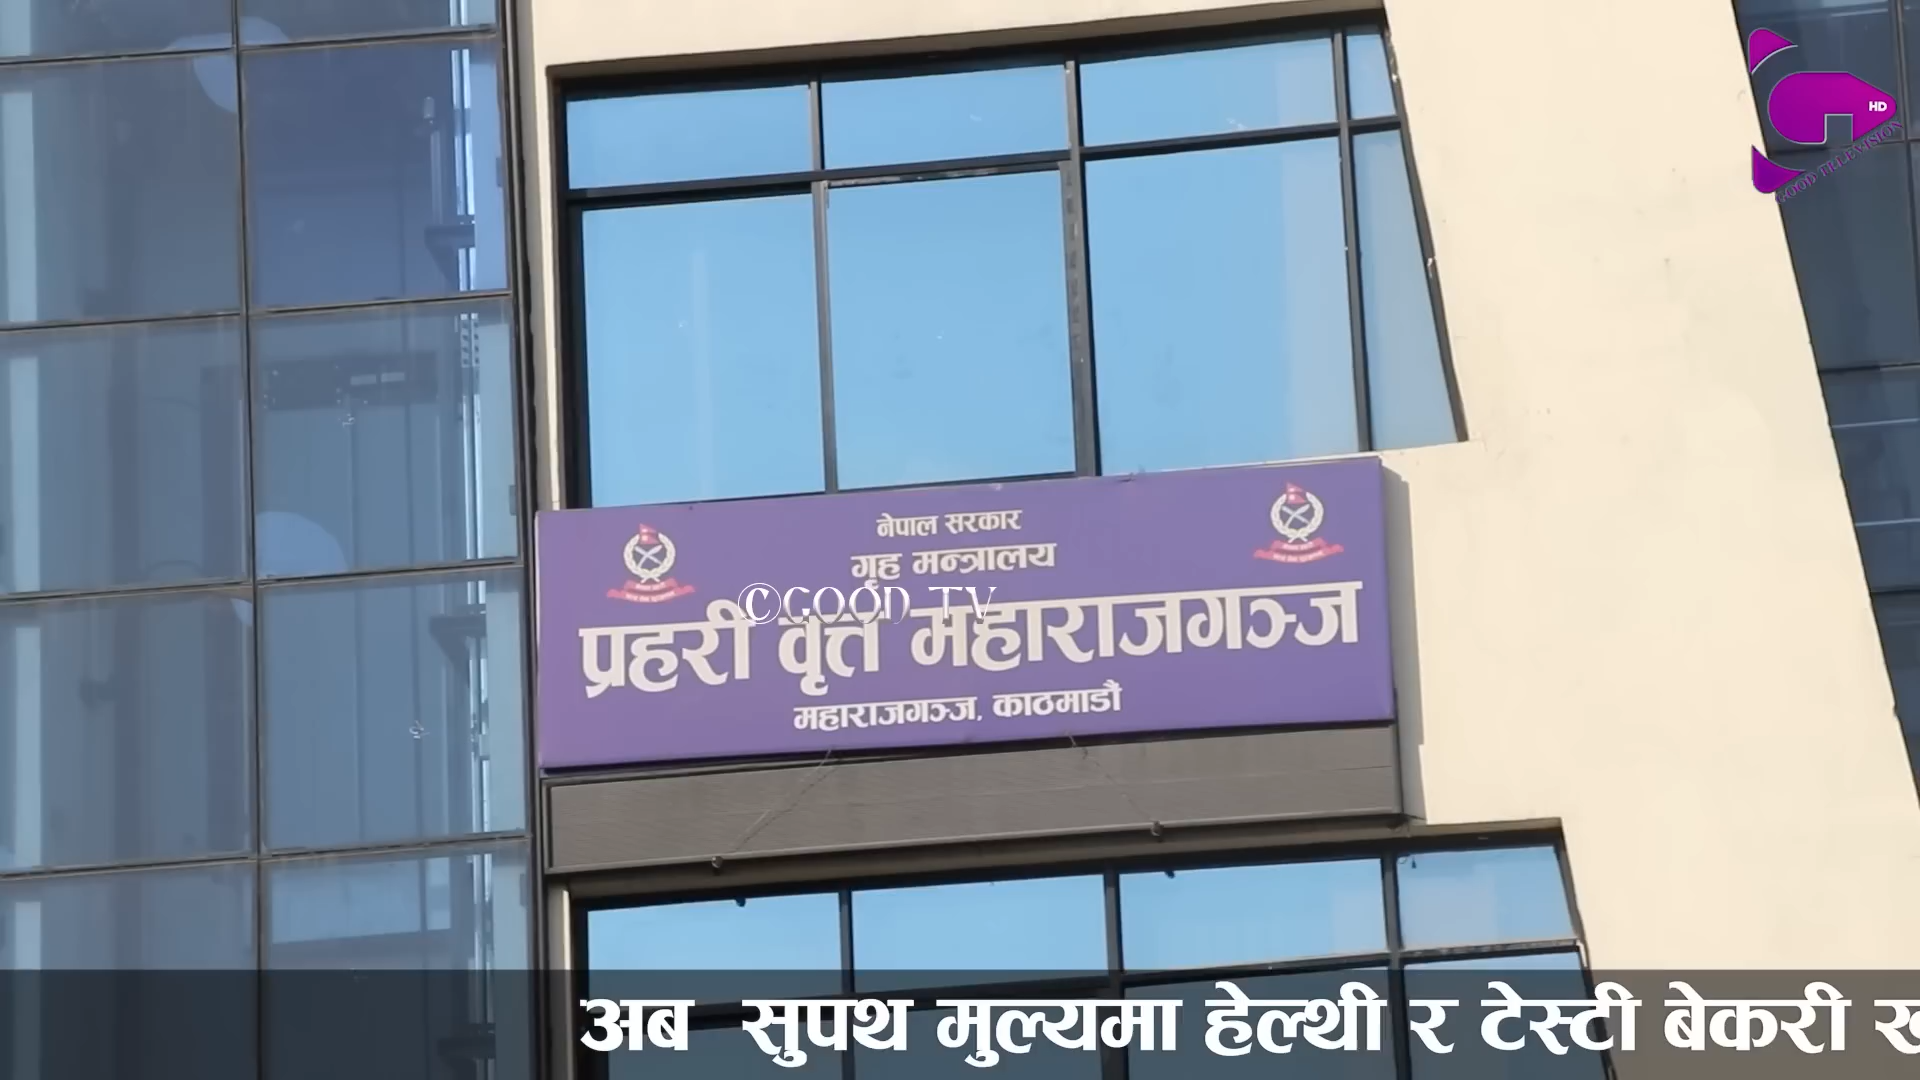 HD
GOOD TELEVISION
नेपाल सरकार
गृह मन्त्रालय
©GOOD TV
प्रहरी वृत्त महाराजगञ्ज
महाराजगञ्ज, काठमाडौं
अब सुपथ मुल्यमा हेल्थी र टेस्टी बेकरी